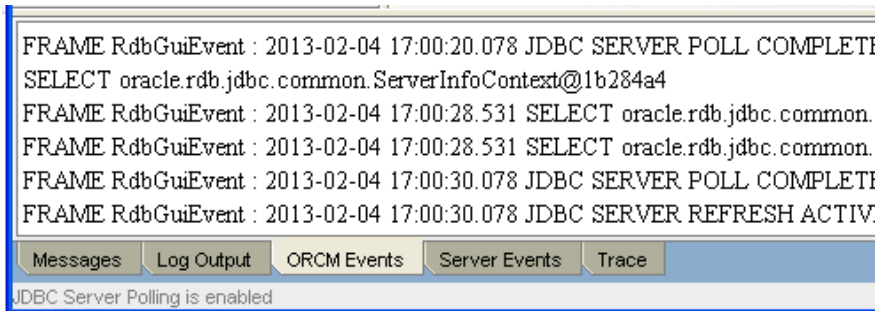 FRAME RdbGuiEvent : 2013-02-04 17:00:20.078 JDBC SERVER POLL COMPLETE
SELECT oracle.rdb.jdbc.common.ServerInfoContext@1b284a4
FRAME RdbGuiEvent : 2013-02-04 17:00:28.531 SELECT oracle.rdb.jdbc.common.
FRAME RdbGuiEvent : 2013-02-04 17:00:28.531 SELECT oracle.rdb.jdbc.common.
FRAME RdbGuiEvent : 2013-02-04 17:00:30.078 JDBC SERVER POLL COMPLETE
FRAME RdbGuiEvent : 2013-02-04 17:00:30.078 JDBC SERVER REFRESH ACTIV
Messages Log Output ORCM Events Server Events Trace
JDBC Server Polling is enabled